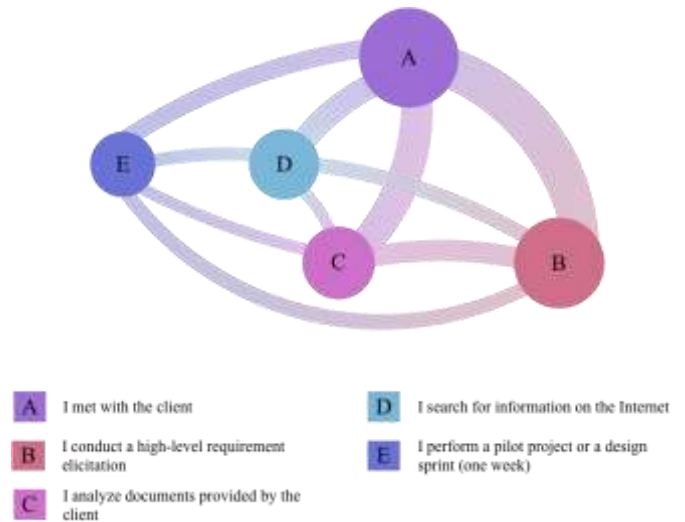 A
E
D
C
B
A I met with the client
B I conduct a high-level requirement
elicitation
C I analyze documents provided by the
client
D I search for information on the Internet
E I perform a pilot project or a design
sprint (one week)